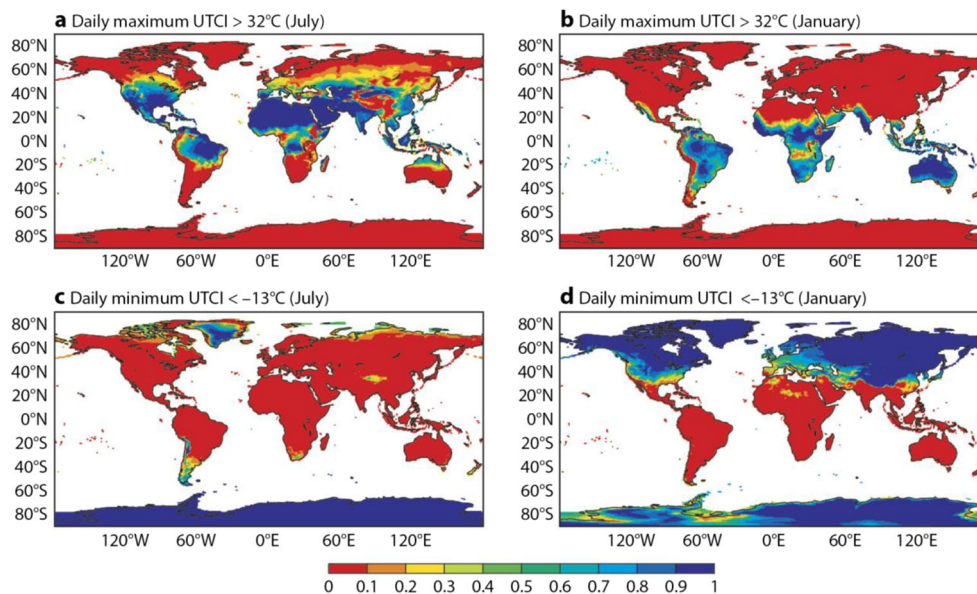 a Daily maximum UTCI > 32°C (July)
80°N
60°N
40°N
20°N
0°N
20°S
40°S
60°S
80°S
120°W 60°W 0°E 60°E 120°E
b Daily maximum UTCI > 32°C (January)
80°N
60°N
40°N
20°N
0°N
20°S
40°S
60°S
80°S
120°W 60°W 0°E 60°E 120°E
c Daily minimum UTCI < –13°C (July)
80°N
60°N
40°N
20°N
0°N
20°S
40°S
60°S
80°S
120°W 60°W 0°E 60°E 120°E
d Daily minimum UTCI <–13°C (January)
80°N
60°N
40°N
20°N
0°N
20°S
40°S
60°S
80°S
120°W 60°W 0°E 60°E 120°E
0 0.1 0.2 0.3 0.4 0.5 0.6 0.7 0.8 0.9 1